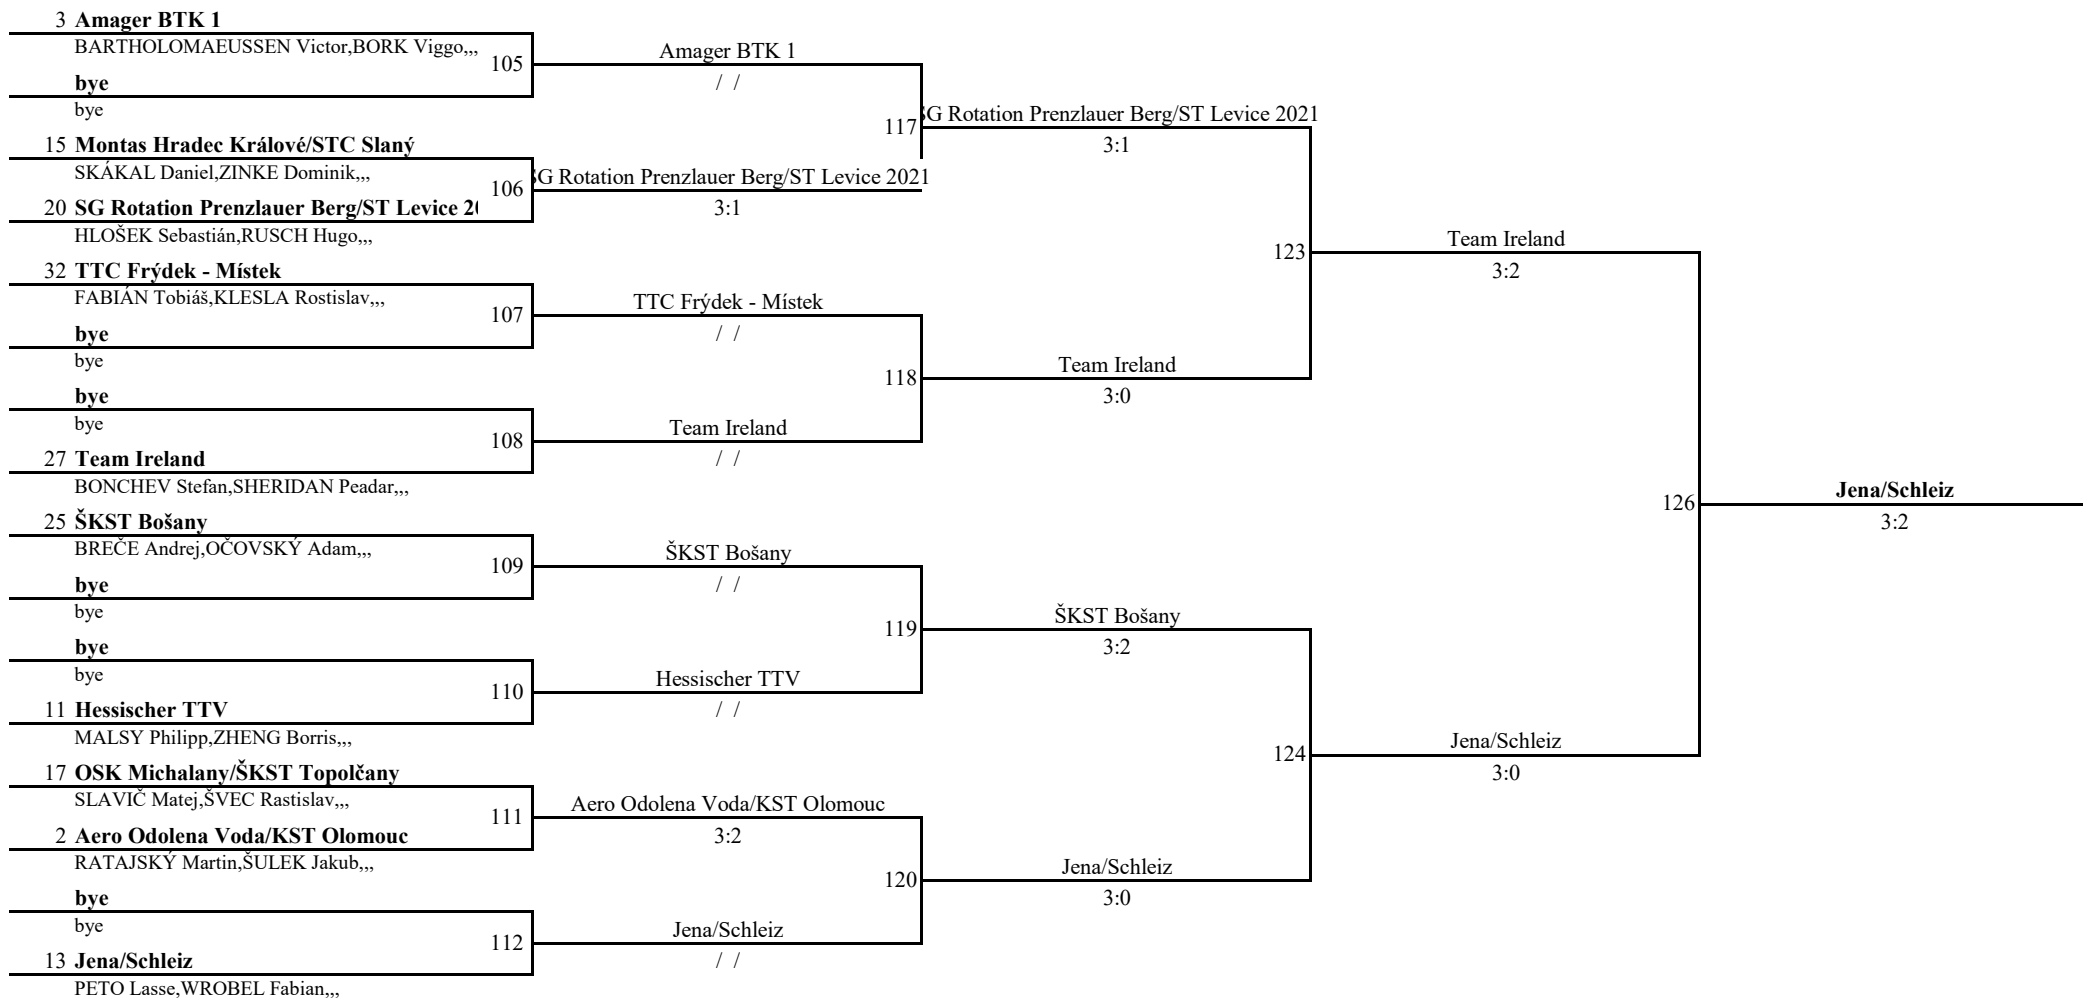 3 Amager BTK 1
BARTHOLOMAEUSSEN Victor,BORK Viggo,,,
105
Amager BTK 1
/ /
bye
bye
117
SG Rotation Prenzlauer Berg/ST Levice 2021
3:1
15 Montas Hradec Králové/STC Slaný
SKÁKAL Daniel,ZINKE Dominik,,,
106
SG Rotation Prenzlauer Berg/ST Levice 2021
3:1
20 SG Rotation Prenzlauer Berg/ST Levice 20
HLOŠEK Sebastián,RUSCH Hugo,,,
123
Team Ireland
3:2
32 TTC Frýdek - Místek
FABIÁN Tobiáš,KLESLA Rostislav,,,
107
TTC Frýdek - Místek
/ /
bye
bye
118
Team Ireland
3:0
bye
bye
108
Team Ireland
/ /
27 Team Ireland
BONCHEV Stefan,SHERIDAN Peadar,,,
126
Jena/Schleiz
3:2
25 ŠKST Bošany
BREČE Andrej,OČOVSKÝ Adam,,,
109
ŠKST Bošany
/ /
bye
bye
119
ŠKST Bošany
3:2
bye
bye
110
Hessischer TTV
/ /
11 Hessischer TTV
MALSY Philipp,ZHENG Borris,,,
124
Jena/Schleiz
3:0
17 OSK Michalany/ŠKST Topolčany
SLAVIČ Matej,ŠVEC Rastislav,,,
111
Aero Odolena Voda/KST Olomouc
3:2
2 Aero Odolena Voda/KST Olomouc
RATAJSKÝ Martin,ŠULEK Jakub,,,
120
Jena/Schleiz
3:0
bye
bye
112
Jena/Schleiz
/ /
13 Jena/Schleiz
PETO Lasse,WROBEL Fabian,,,